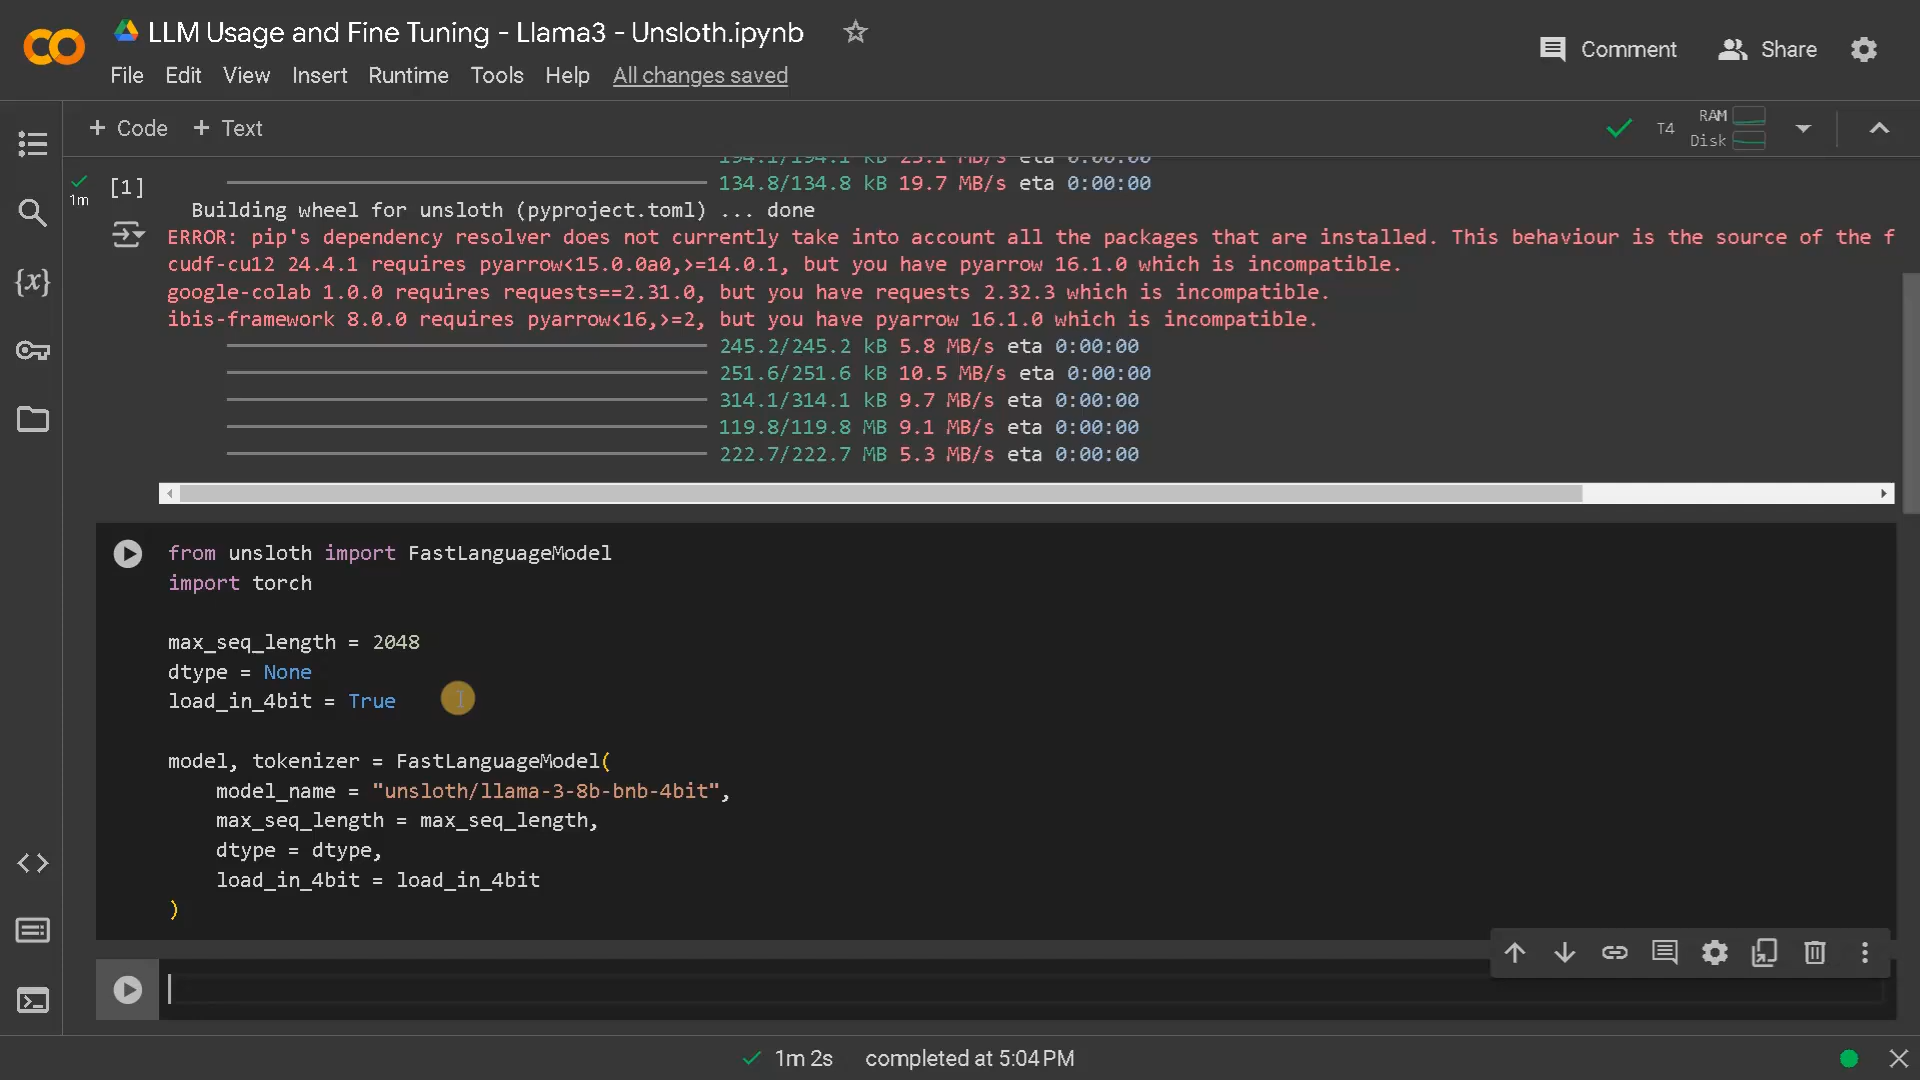 LLM Usage and Fine Tuning - Llama3 - Unsloth.ipynb
Comment
Share
File Edit View Insert Runtime Tools Help All changes saved
+ Code + Text
T4
RAM
Disk
194.1/194.1 kB 23.1 MB/s eta 0:00:00
1m
[1]
134.8/134.8 kB 19.7 MB/s eta 0:00:00
Building wheel for unsloth (pyproject.toml) ... done
ERROR: pip's dependency resolver does not currently take into account all the packages that are installed. This behaviour is the source of the f
cudf-cu12 24.4.1 requires pyarrow<15.0.0a0,>=14.0.1, but you have pyarrow 16.1.0 which is incompatible.
google-colab 1.0.0 requires requests==2.31.0, but you have requests 2.32.3 which is incompatible.
ibis-framework 8.0.0 requires pyarrow<16,>=2, but you have pyarrow 16.1.0 which is incompatible.
245.2/245.2 kB 5.8 MB/s eta 0:00:00
251.6/251.6 kB 10.5 MB/s eta 0:00:00
314.1/314.1 kB 9.7 MB/s eta 0:00:00
119.8/119.8 MB 9.1 MB/s eta 0:00:00
222.7/222.7 MB 5.3 MB/s eta 0:00:00
from unsloth import FastLanguageModel
import torch
max_seq_length = 2048
dtype = None
load_in_4bit = True
model, tokenizer = FastLanguageModel(
model_name = "unsloth/llama-3-8b-bnb-4bit",
max_seq_length = max_seq_length,
dtype = dtype,
load_in_4bit = load_in_4bit
)
1m 2s completed at 5:04 PM